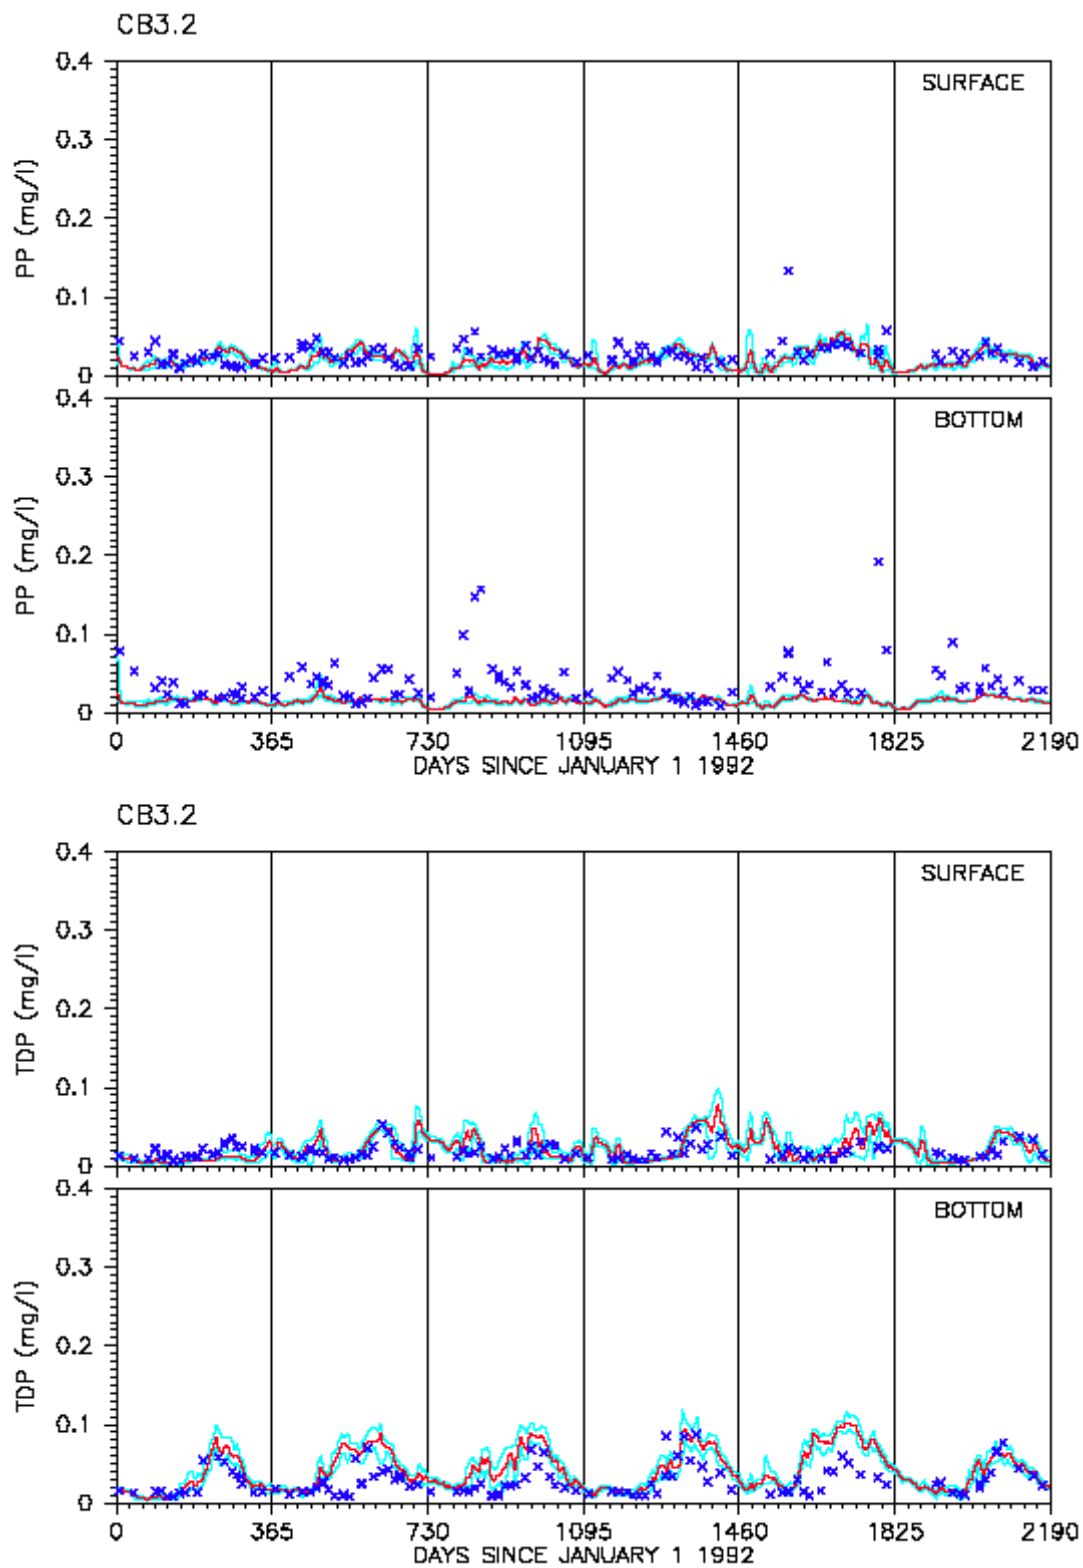 CB3.2
0.4
SURFACE
0.3
PP (mg/l)
0.2
0.1
0
0.4
BOTTOM
0.3
PP (mg/l)
0.2
0.1
0
0 365 730 1095 1460 1825 2190
DAYS SINCE JANUARY 1 1992
CB3.2
0.4
SURFACE
0.3
TDP (mg/l)
0.2
0.1
0
0.4
BOTTOM
0.3
TDP (mg/l)
0.2
0.1
0
0 365 730 1095 1460 1825 2190
DAYS SINCE JANUARY 1 1992